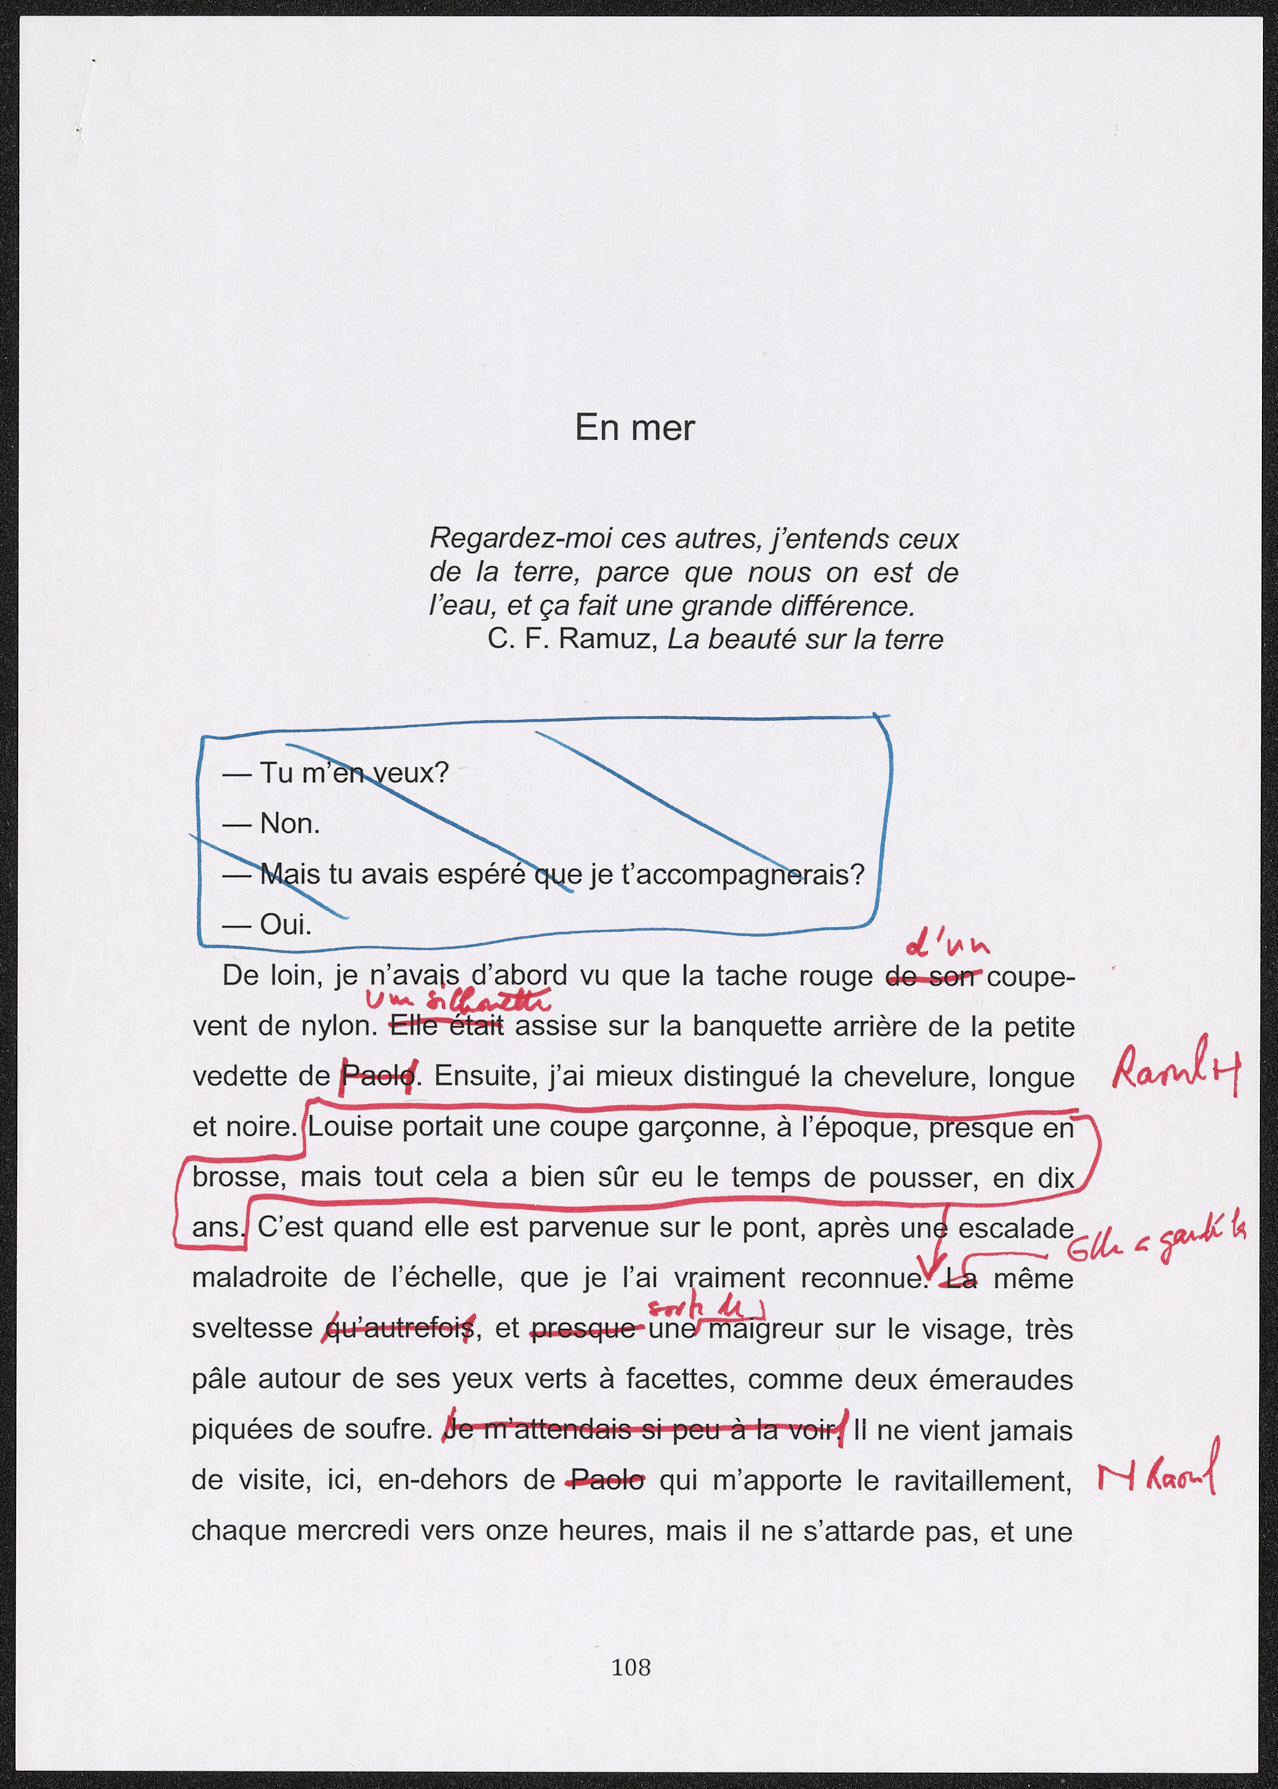 En mer
Regardez-moi ces autres, j'entends ceux
de la terre, parce que nous on est de
l'eau, et ça fait une grande différence.
C. F. Ramuz, La beauté sur la terre
— Tu m'en veux?
— Non.
— Mais tu avais espéré que je t'accompagnerais?
— Oui.
d'un
De loin, je n'avais d'abord vu que la tache rouge de son coupe-
Une silhouette
vent de nylon. Elle était assise sur la banquette arrière de la petite
vedette de Paolo. Ensuite, j'ai mieux distingué la chevelure, longue
Raoul H
et noire. Louise portait une coupe garçonne, à l'époque, presque en
brosse, mais tout cela a bien sûr eu le temps de pousser, en dix
ans. C'est quand elle est parvenue sur le pont, après une escalade
Elle a gardé la
maladroite de l'échelle, que je l'ai vraiment reconnue. La même
sorte de
sveltesse qu'autrefois, et presque une maigreur sur le visage, très
pâle autour de ses yeux verts à facettes, comme deux émeraudes
piquées de soufre. Je m'attendais si peu à la voir. Il ne vient jamais
de visite, ici, en-dehors de Paolo qui m'apporte le ravitaillement,
H Raoul
chaque mercredi vers onze heures, mais il ne s'attarde pas, et une
108